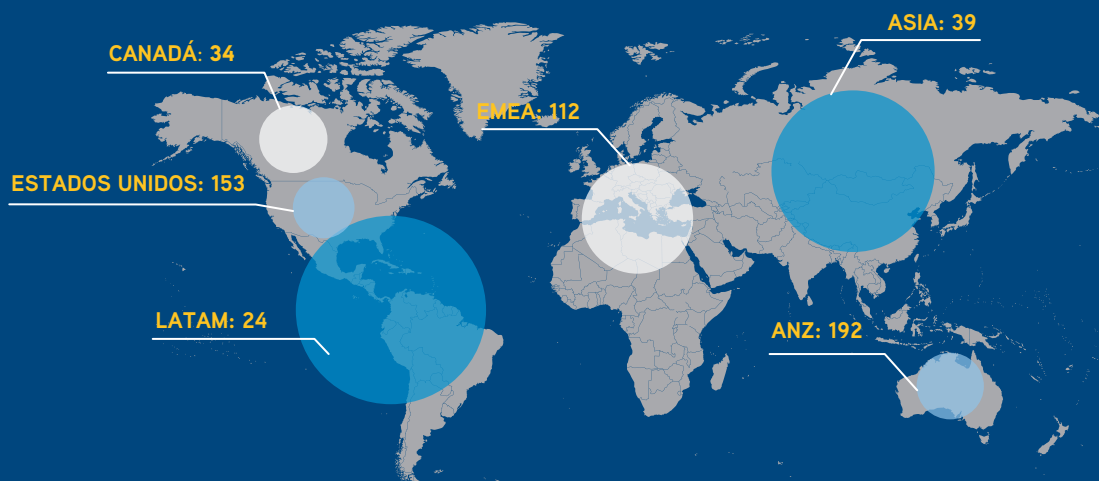 ASIA: 39
CANADÁ: 34
EMEA: 112
ESTADOS UNIDOS: 153
LATAM: 24
ANZ: 192